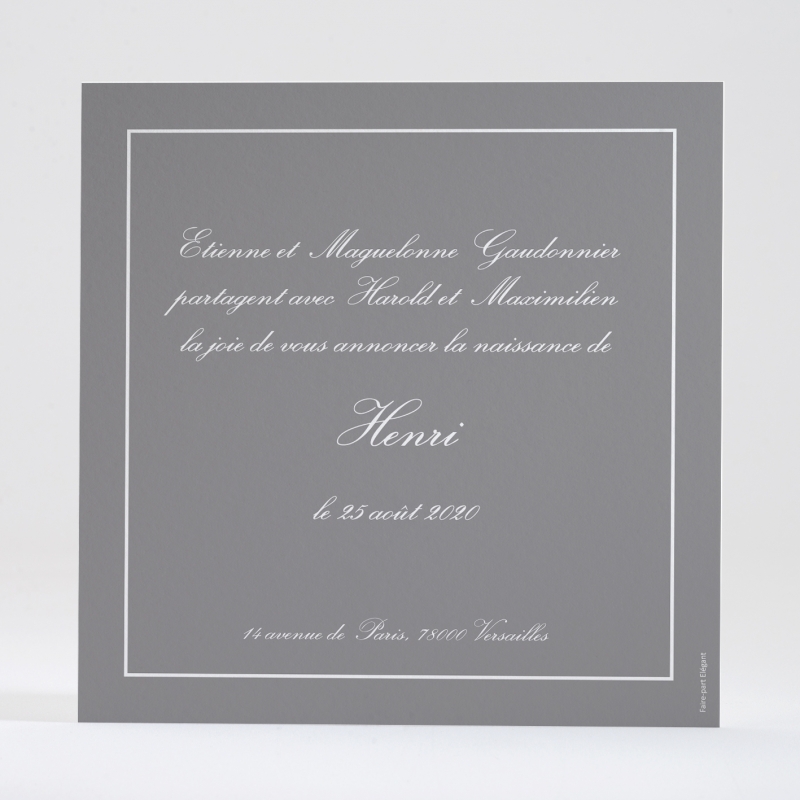 Etienne et Maguelonne Gaudonnier
partagent avec Harold et Maximilien
la joie de vous annoncer la naissance de
Henri
le 25 août 2020
14 avenue de Paris, 78000 Versailles
Faire-part Elégant